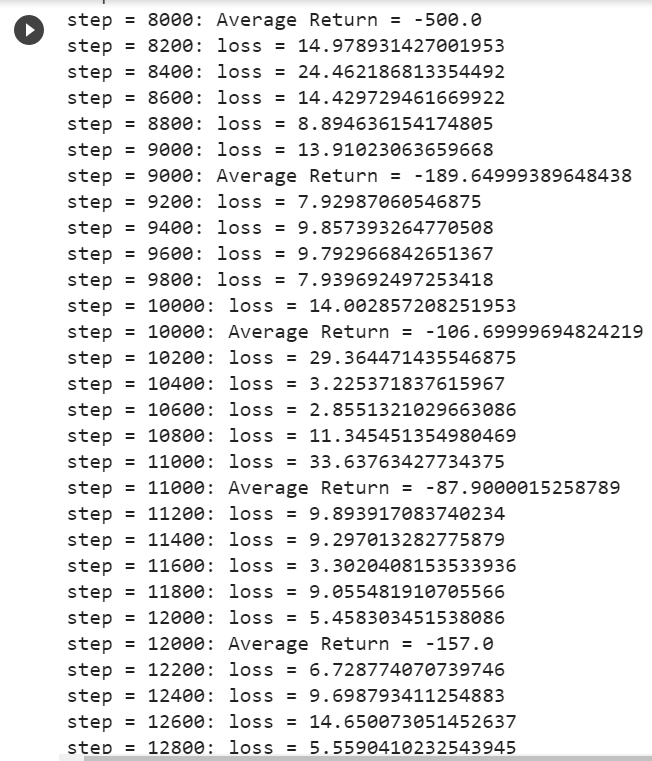 step = 8000: Average Return = -500.0
step = 8200: loss = 14.978931427001953
step = 8400: loss = 24.462186813354492
step = 8600: loss = 14.429729461669922
step = 8800: loss = 8.894636154174805
step = 9000: loss = 13.91023063659668
step = 9000: Average Return = -189.64999389648438
step = 9200: loss = 7.92987060546875
step = 9400: loss = 9.857393264770508
step = 9600: loss = 9.792966842651367
step = 9800: loss = 7.939692497253418
step = 10000: loss = 14.002857208251953
step = 10000: Average Return = -106.69999694824219
step = 10200: loss = 29.364471435546875
step = 10400: loss = 3.225371837615967
step = 10600: loss = 2.8551321029663086
step = 10800: loss = 11.345451354980469
step = 11000: loss = 33.63763427734375
step = 11000: Average Return = -87.9000015258789
step = 11200: loss = 9.893917083740234
step = 11400: loss = 9.297013282775879
step = 11600: loss = 3.3020408153533936
step = 11800: loss = 9.055481910705566
step = 12000: loss = 5.458303451538086
step = 12000: Average Return = -157.0
step = 12200: loss = 6.728774070739746
step = 12400: loss = 9.698793411254883
step = 12600: loss = 14.650073051452637
step = 12800: loss = 5.5590410232543945